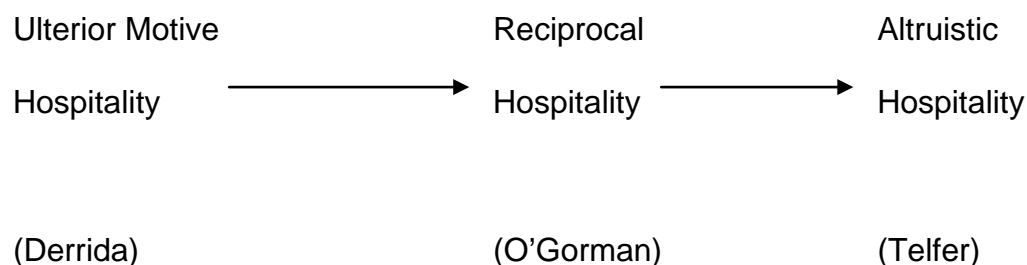 Ulterior Motive Reciprocal Altruistic
Hospitality Hospitality Hospitality
(Derrida) (O’Gorman) (Telfer)